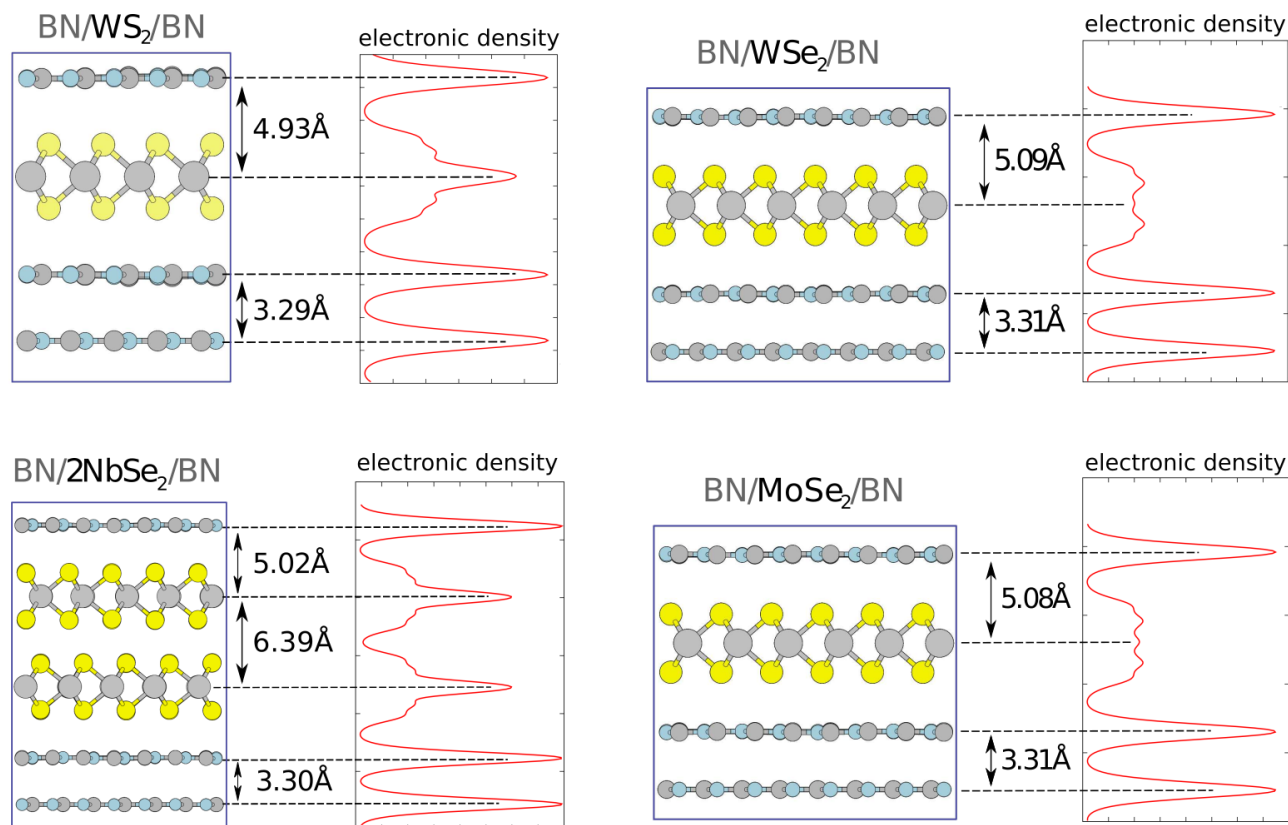 BN/WS₂/BN
electronic density
4.93Å
3.29Å
BN/WSe₂/BN
electronic density
5.09Å
3.31Å
BN/2NbSe₂/BN
electronic density
5.02Å
6.39Å
3.30Å
BN/MoSe₂/BN
electronic density
5.08Å
3.31Å